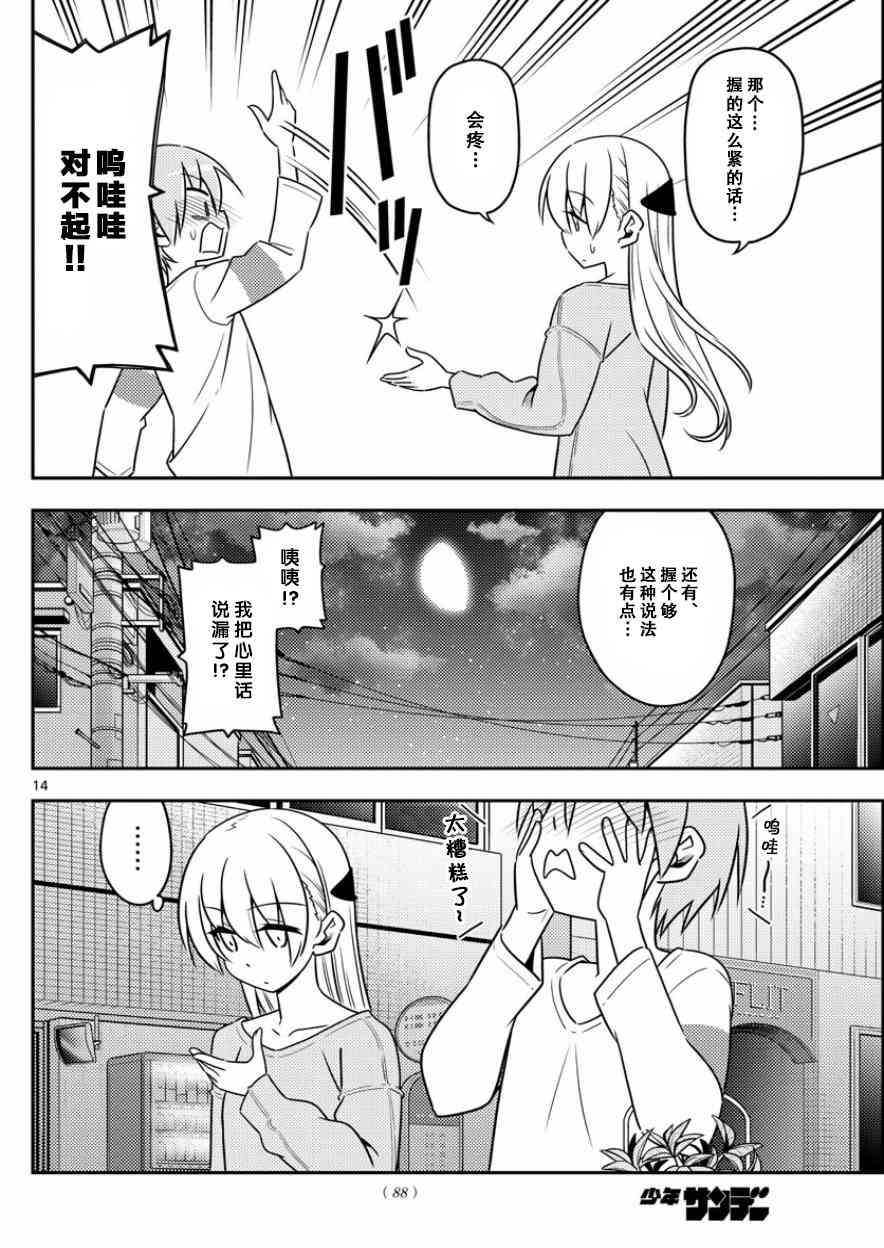 那个…
握的这么紧的话…
会疼…
呜哇哇
对不起!!
还有、
握个够
这种说法
也有点…
咦咦!?
我把心里话
说漏了!?
14
呜哇…
太糟糕了~
……
FLIT
(88)
少年サンデー